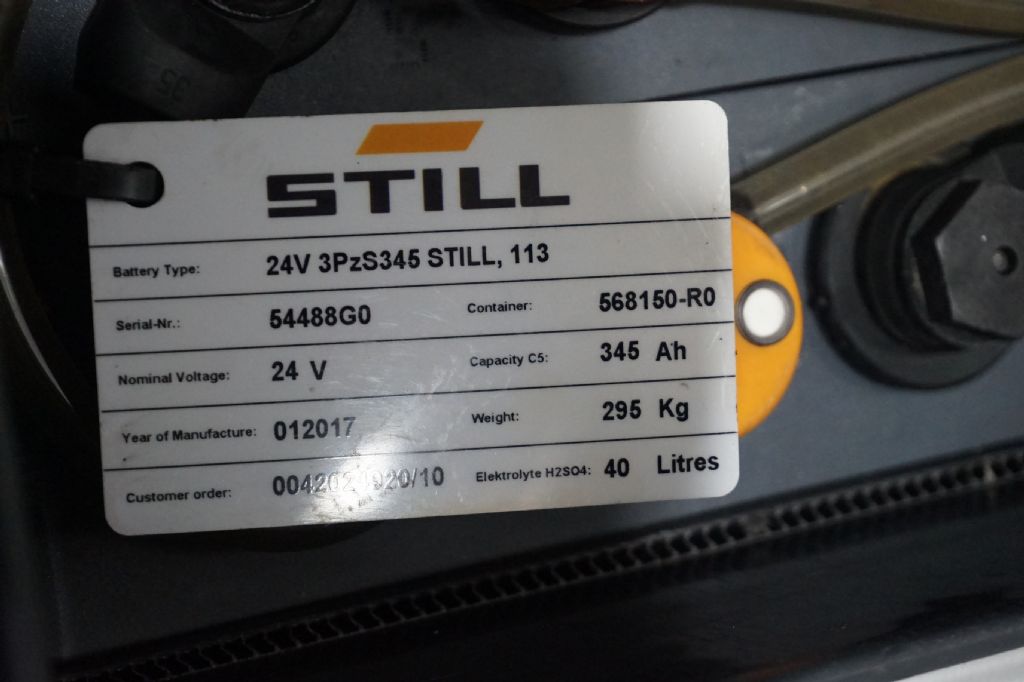 STILL
Battery Type: 24V 3PzS345 STILL, 113
Serial-Nr.: 54488G0 Container: 568150-R0
Nominal Voltage: 24 V Capacity C5: 345 Ah
Year of Manufacture: 012017 Weight: 295 Kg
Customer order: Elektrolyte H2SO4: 40 Litres
35